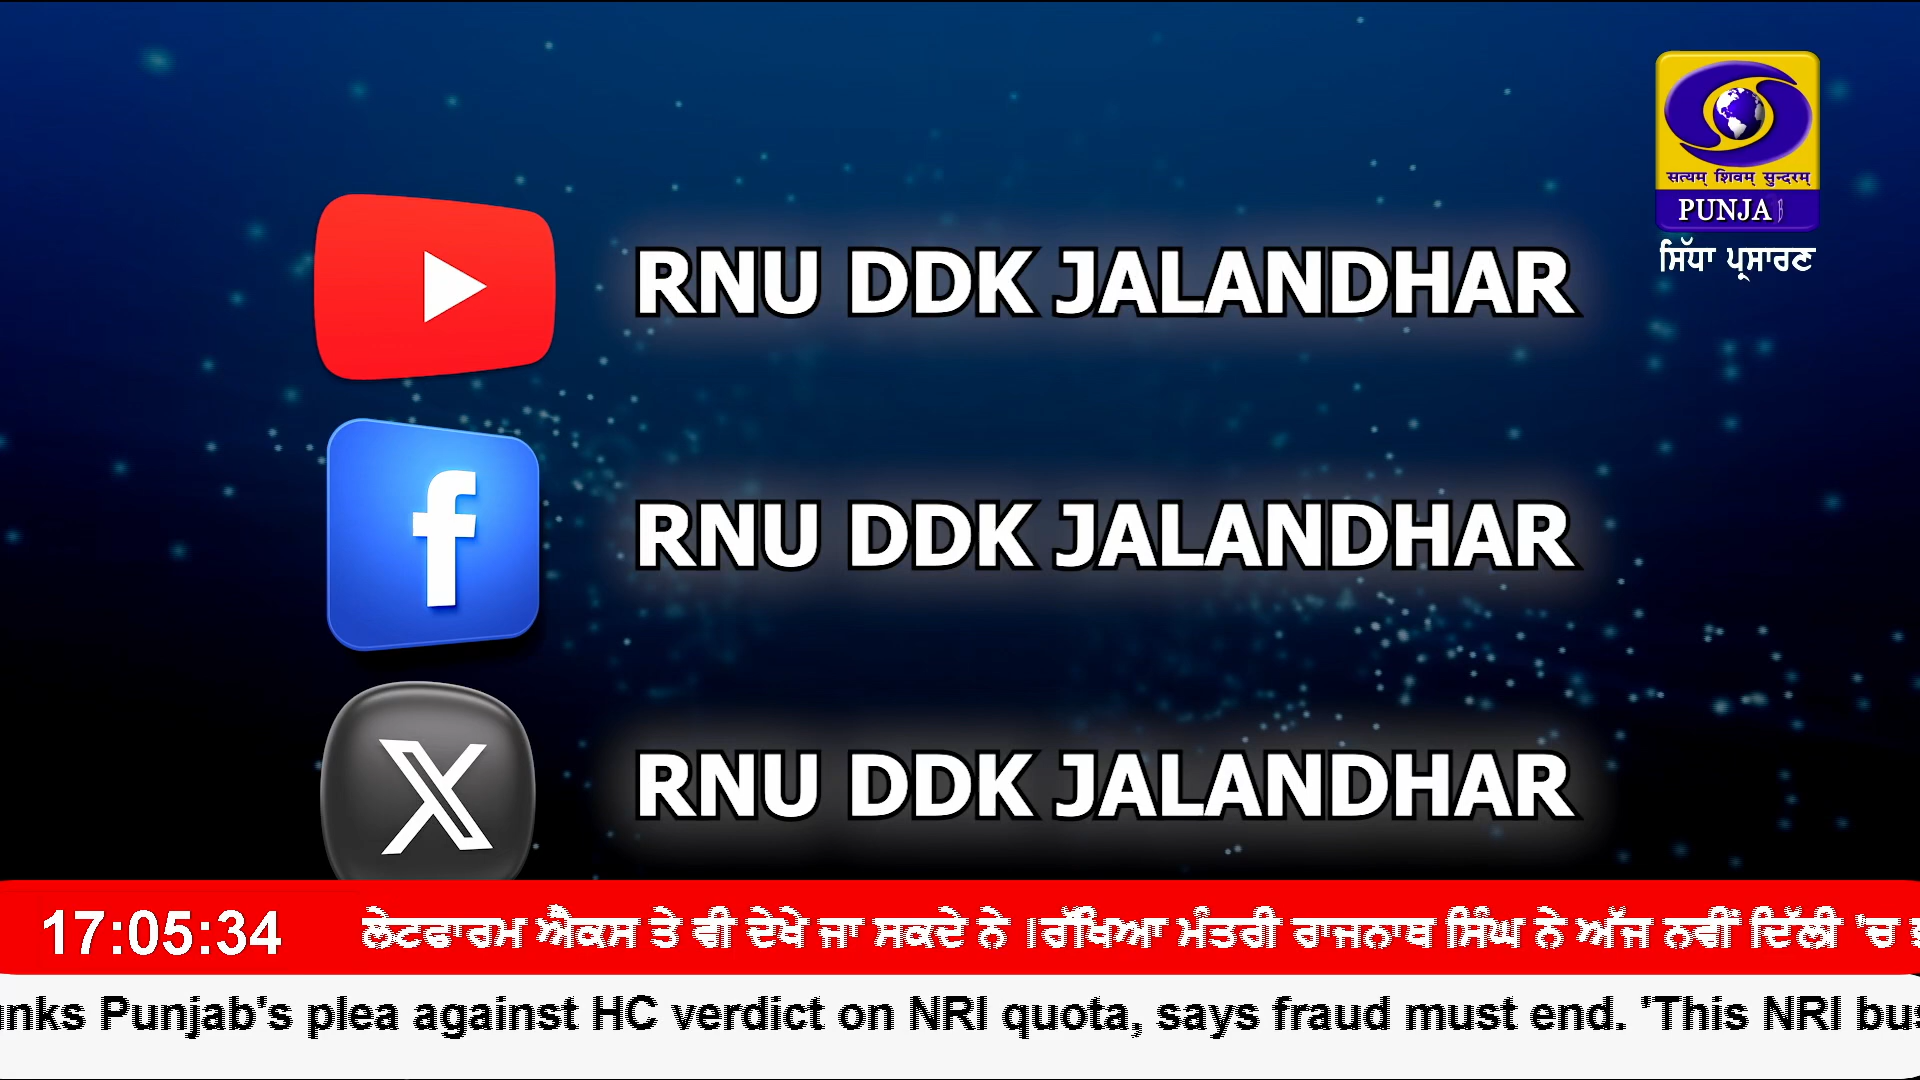 सत्यम् शिवम् सुन्दरम्
PUNJAB
ਸਿੱਧਾ ਪ੍ਰਸਾਰਣ
RNU DDK JALANDHAR
RNU DDK JALANDHAR
RNU DDK JALANDHAR
17:05:34 ਲੇਟਫਾਰਮ ਐਕਸ ਤੇ ਵੀ ਦੇਖੇ ਜਾ ਸਕਦੇ ਨੇ ।ਰੱਖਿਆ ਮੰਤਰੀ ਰਾਜਨਾਥ ਸਿੰਘ ਨੇ ਅੱਜ ਨਵੀਂ ਦਿੱਲੀ 'ਚ
nks Punjab's plea against HC verdict on NRI quota, says fraud must end. 'This NRI bus